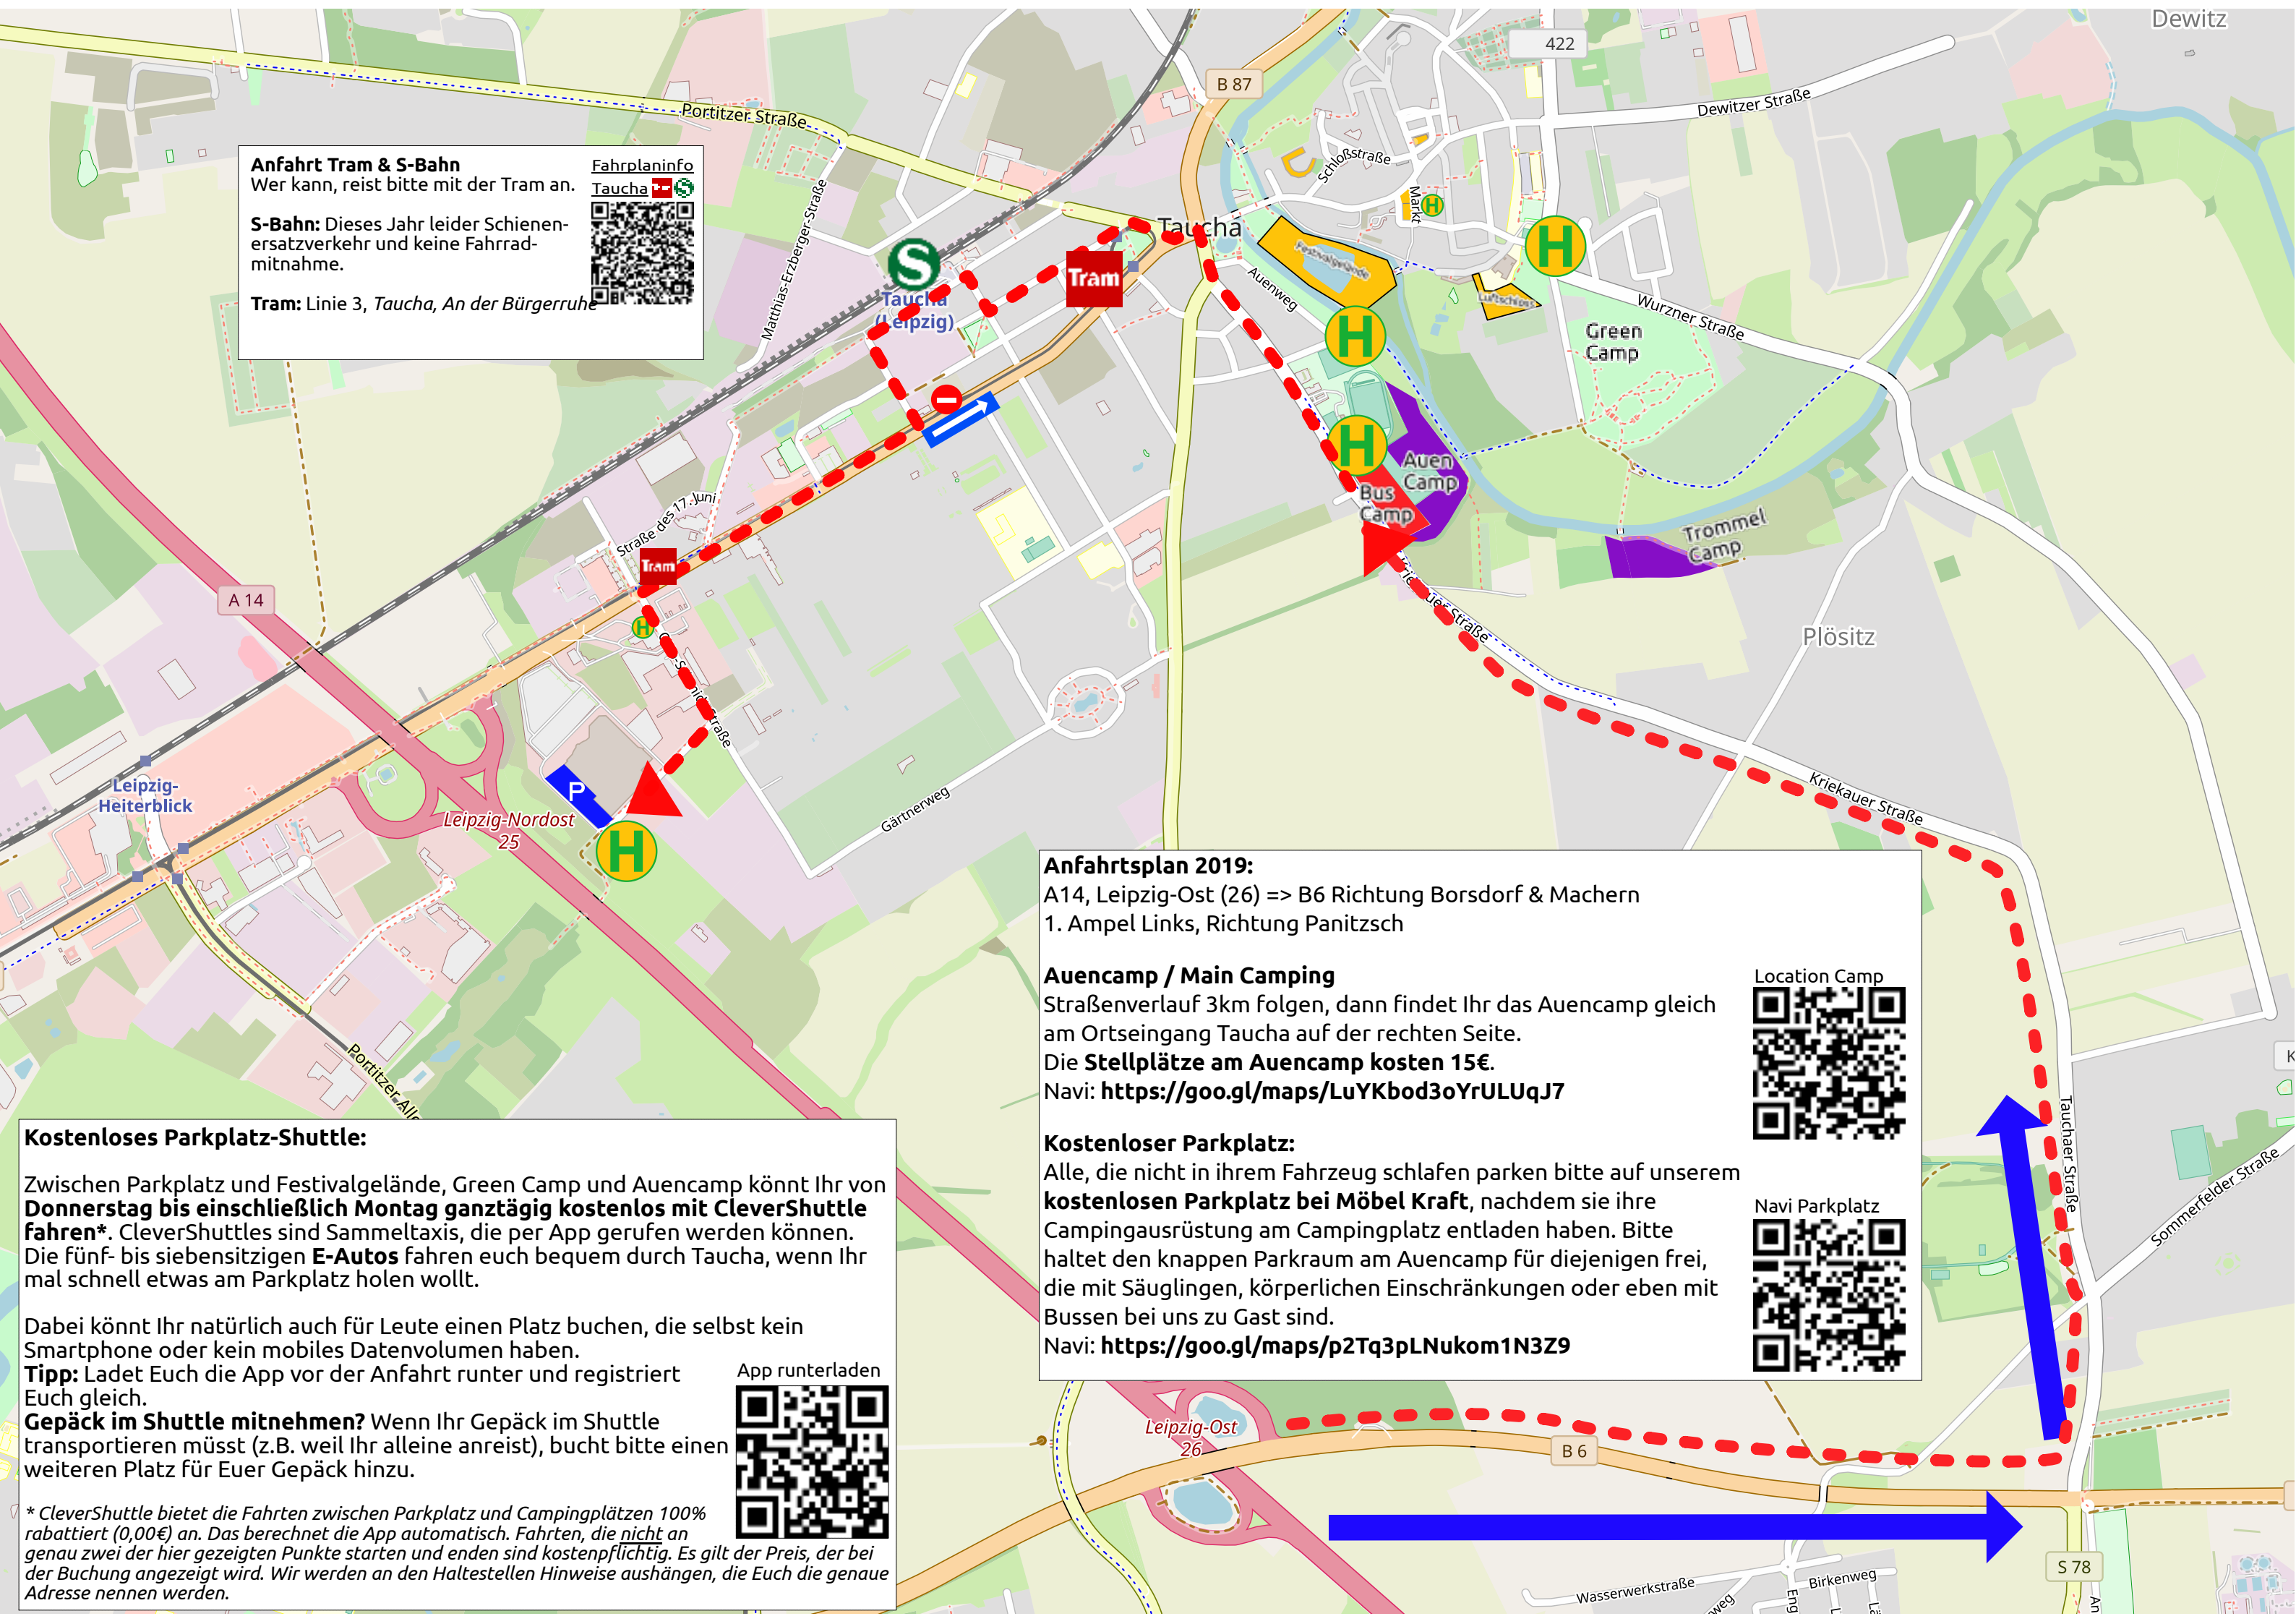 Dewitz
422
B 87
Portitzer Straße
Dewitzer Straße
Anfahrt Tram & S-Bahn
Wer kann, reist bitte mit der Tram an.
S-Bahn: Dieses Jahr leider Schienen-
ersatzverkehr und keine Fahrrad-
mitnahme.
Tram: Linie 3, Taucha, An der Bürgerruhe
Fahrplaninfo
Taucha
Schloßstraße
Markt
H
Matthias-Erzberger-Straße
Taucha
Festivalgelände
H
S
Taucha
(Leipzig)
Tram
Auenweg
Luftschloss
Wurzner Straße
H
Green
Camp
H
Auen
Camp
Bus
Camp
Trommel
Camp
Straße des 17. Juni
Tram
A 14
H
Plösitz
Leipzig-
Heiterblick
P
Leipzig-Nordost
25
H
Gärtnerweg
Kriekauer Straße
Portitzer Alle
Anfahrtsplan 2019:
A14, Leipzig-Ost (26) => B6 Richtung Borsdorf & Machern
1. Ampel Links, Richtung Panitzsch
Auencamp / Main Camping
Straßenverlauf 3km folgen, dann findet Ihr das Auencamp gleich
am Ortseingang Taucha auf der rechten Seite.
Die Stellplätze am Auencamp kosten 15€.
Navi: https://goo.gl/maps/LuYKbod3oYrULUqJ7
Location Camp
Kostenloser Parkplatz:
Alle, die nicht in ihrem Fahrzeug schlafen parken bitte auf unserem
kostenlosen Parkplatz bei Möbel Kraft, nachdem sie ihre
Campingausrüstung am Campingplatz entladen haben. Bitte
haltet den knappen Parkraum am Auencamp für diejenigen frei,
die mit Säuglingen, körperlichen Einschränkungen oder eben mit
Bussen bei uns zu Gast sind.
Navi: https://goo.gl/maps/p2Tq3pLNukom1N3Z9
Navi Parkplatz
K
Tauchaer Straße
Sommerfelder Straße
Kostenloses Parkplatz-Shuttle:
Zwischen Parkplatz und Festivalgelände, Green Camp und Auencamp könnt Ihr von
Donnerstag bis einschließlich Montag ganztägig kostenlos mit CleverShuttle
fahren*. CleverShuttles sind Sammeltaxis, die per App gerufen werden können.
Die fünf- bis siebensitzigen E-Autos fahren euch bequem durch Taucha, wenn Ihr
mal schnell etwas am Parkplatz holen wollt.
Dabei könnt Ihr natürlich auch für Leute einen Platz buchen, die selbst kein
Smartphone oder kein mobiles Datenvolumen haben.
Tipp: Ladet Euch die App vor der Anfahrt runter und registriert
Euch gleich.
Gepäck im Shuttle mitnehmen? Wenn Ihr Gepäck im Shuttle
transportieren müsst (z.B. weil Ihr alleine anreist), bucht bitte einen
weiteren Platz für Euer Gepäck hinzu.
App runterladen
* CleverShuttle bietet die Fahrten zwischen Parkplatz und Campingplätzen 100%
rabattiert (0,00€) an. Das berechnet die App automatisch. Fahrten, die nicht an
genau zwei der hier gezeigten Punkte starten und enden sind kostenpflichtig. Es gilt der Preis, der bei
der Buchung angezeigt wird. Wir werden an den Haltestellen Hinweise aushängen, die Euch die genaue
Adresse nennen werden.
Leipzig-Ost
26
B 6
S 78
Wasserwerkstraße
Birkenweg
Eng
weg
An